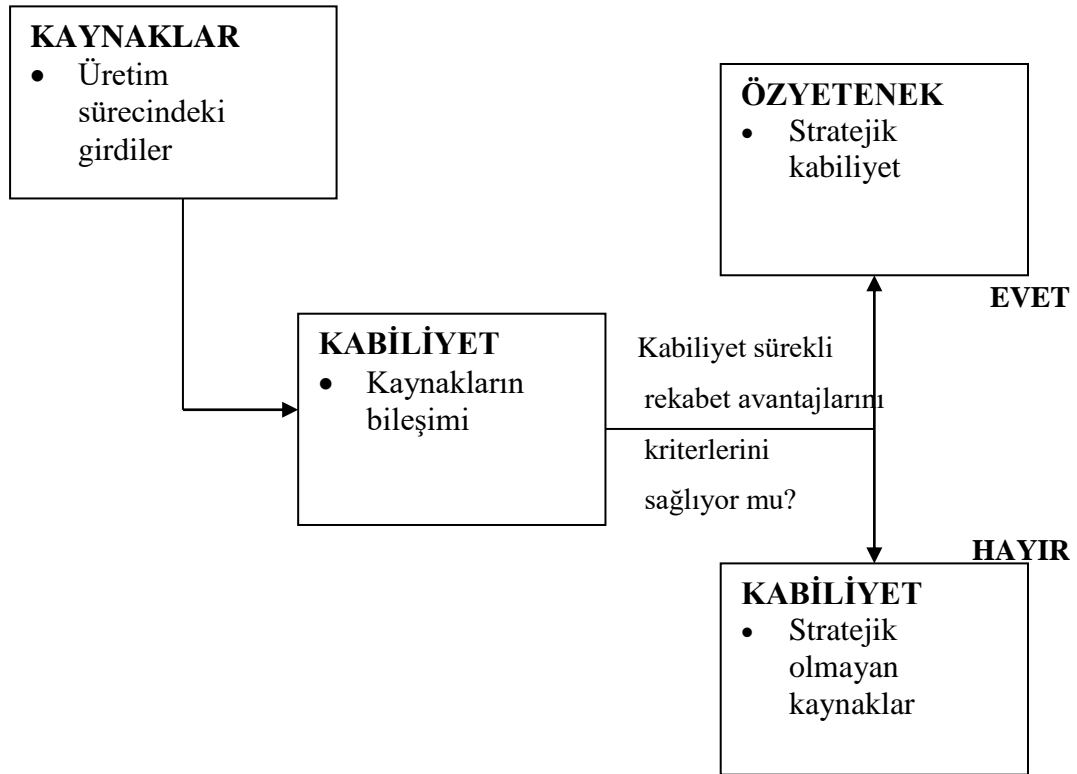 KAYNAKLAR
• Üretim
sürecindeki
girdiler
KABİLİYET
• Kaynakların
bileşimi
Kabiliyet sürekli
rekabet avantajlarını
kriterlerini
sağlıyor mu?
ÖZYETENEK
• Stratejik
kabiliyet
EVET
HAYIR
KABİLİYET
• Stratejik
olmayan
kaynaklar